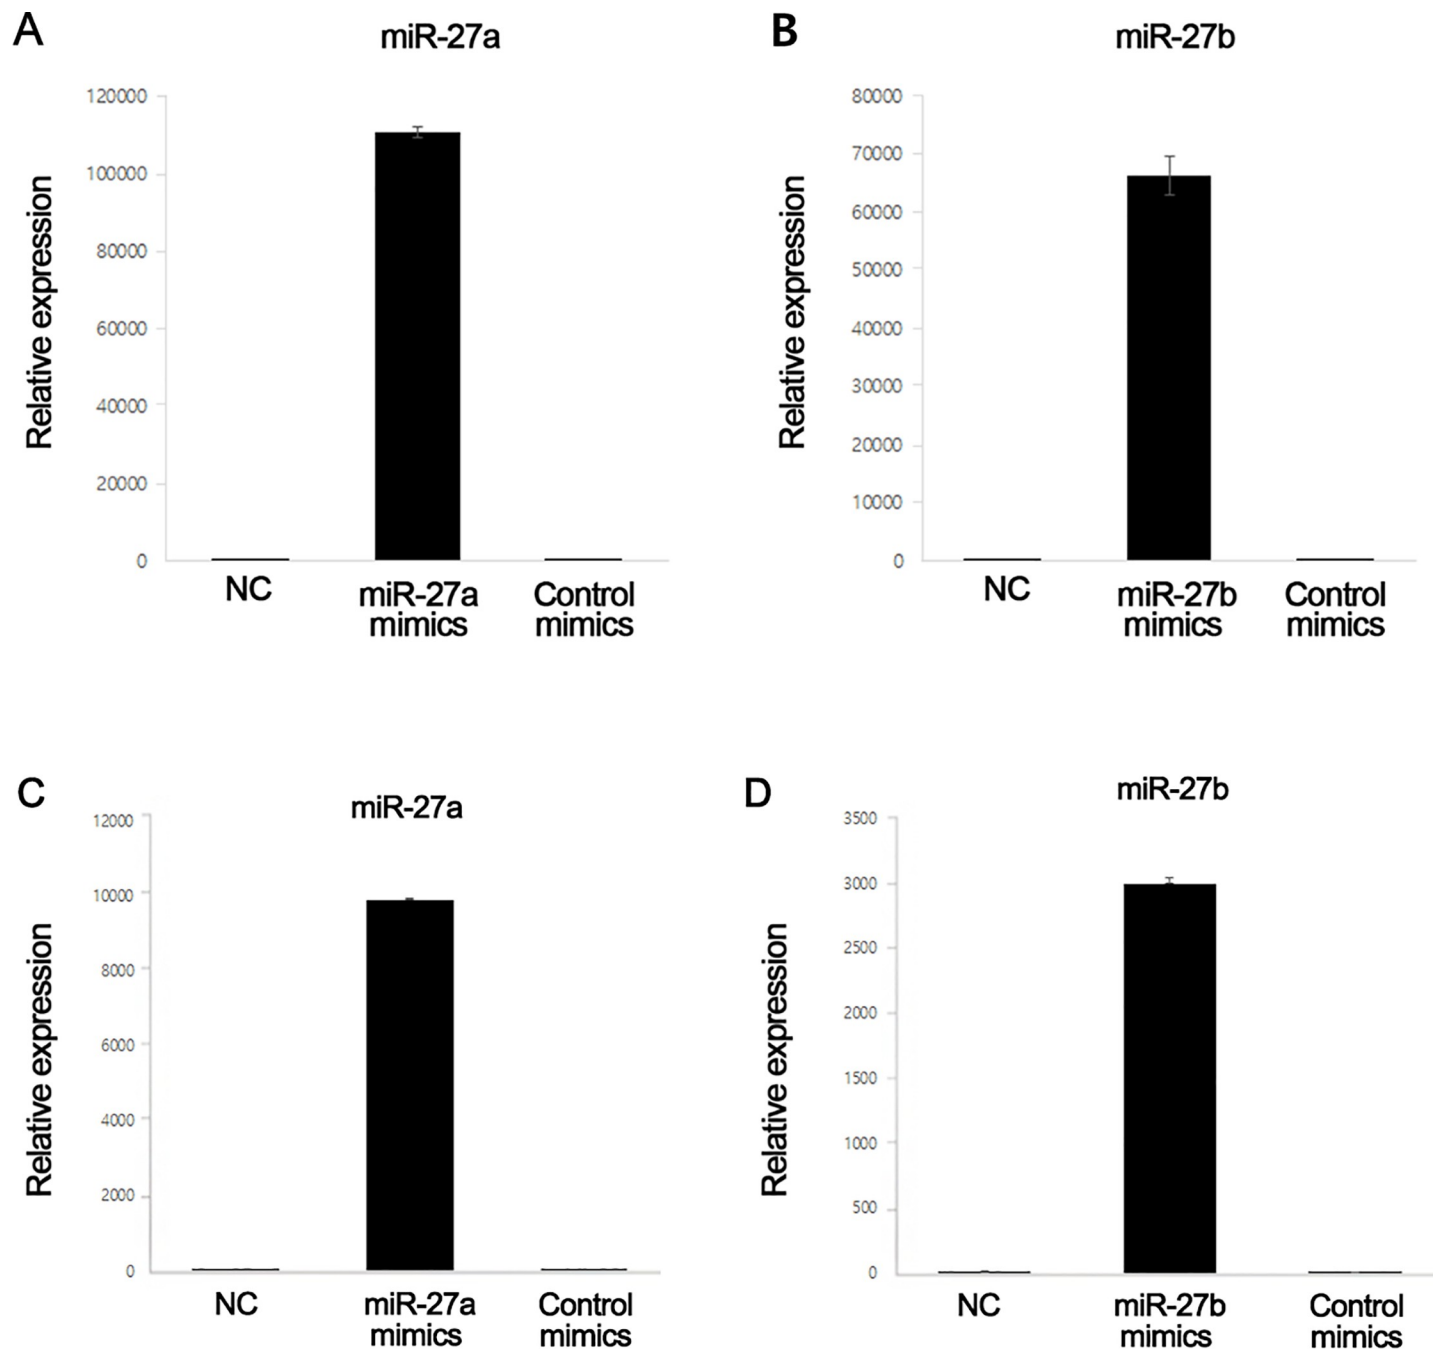 A
miR-27a
Relative expression
120000
100000
80000
60000
40000
20000
0
NC
miR-27a
mimics
Control
mimics
B
miR-27b
Relative expression
80000
70000
60000
50000
40000
30000
20000
10000
0
NC
miR-27b
mimics
Control
mimics
C
miR-27a
Relative expression
12000
10000
8000
6000
4000
2000
0
NC
miR-27a
mimics
Control
mimics
D
miR-27b
Relative expression
3500
3000
2500
2000
1500
1000
500
0
NC
miR-27b
mimics
Control
mimics